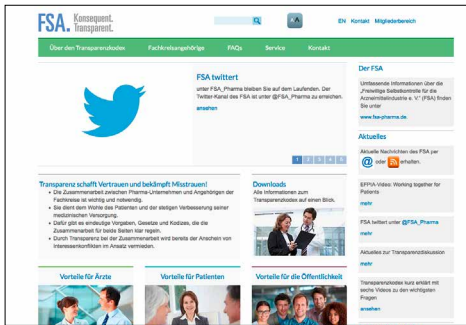 FSA. Konsequent.
Transparent.
AA
EN Kontakt Mitgliederbereich
Über den Transparenzkodex Fachkreisangehörige FAQs Service Kontakt
FSA twittert
unter FSA_Pharma bleiben Sie auf dem Laufenden. Der
Twitter-Kanal des FSA ist unter @FSA_Pharma zu erreichen.
ansehen
1 2 3 4 5
Der FSA
Umfassende Informationen über die
„Freiwillige Selbstkontrolle für die
Arzneimittelindustrie e. V." (FSA) finden
Sie unter
www.fsa-pharma.de.
Aktuelles
Aktuelle Nachrichten des FSA per
@ oder erhalten.
EFPIA-Video: Working together for
Patients
mehr
FSA twittert unter @FSA_Pharma
mehr
Aktuelles zur Transparenzdiskussion
mehr
Transparenzkodex kurz erklärt mit
sechs Videos zu den wichtigsten
Fragen
ansehen
Transparenz schafft Vertrauen und bekämpft Misstrauen!
Die Zusammenarbeit zwischen Pharma-Unternehmen und Angehörigen der
Fachkreise ist wichtig und notwendig.
Sie dient dem Wohle des Patienten und der stetigen Verbesserung seiner
medizinischen Versorgung.
Dafür gibt es eindeutige Vorgaben, Gesetze und Kodizes, die die
Zusammenarbeit für beide Seiten klar regeln.
Durch Transparenz bei der Zusammenarbeit wird bereits der Anschein von
Interessenkonflikten im Ansatz vermieden.
Downloads
Alle Informationen zum
Transparenzkodex auf einen Blick.
Vorteile für Ärzte
Vorteile für Patienten
Vorteile für die Öffentlichkeit